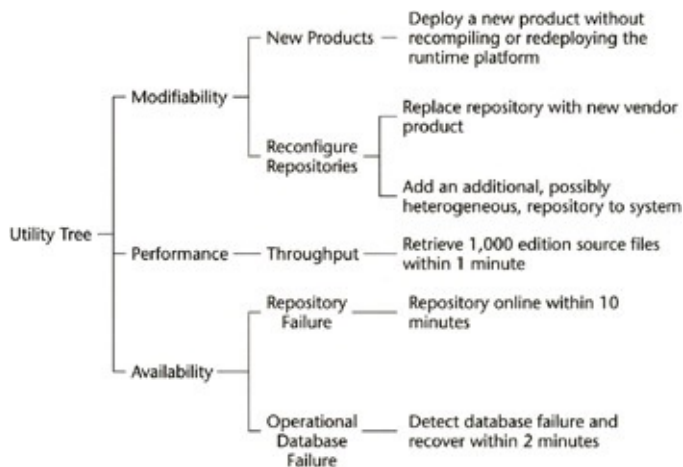 New Products
Deploy a new product without
recompiling or redeploying the
runtime platform
Modifiability
Replace repository with new vendor
product
Reconfigure
Repositories
Add an additional, possibly
heterogeneous, repository to system
Utility Tree
Performance
Throughput
Retrieve 1,000 edition source files
within 1 minute
Repository
Failure
Repository online within 10
minutes
Availability
Operational
Database
Failure
Detect database failure and
recover within 2 minutes